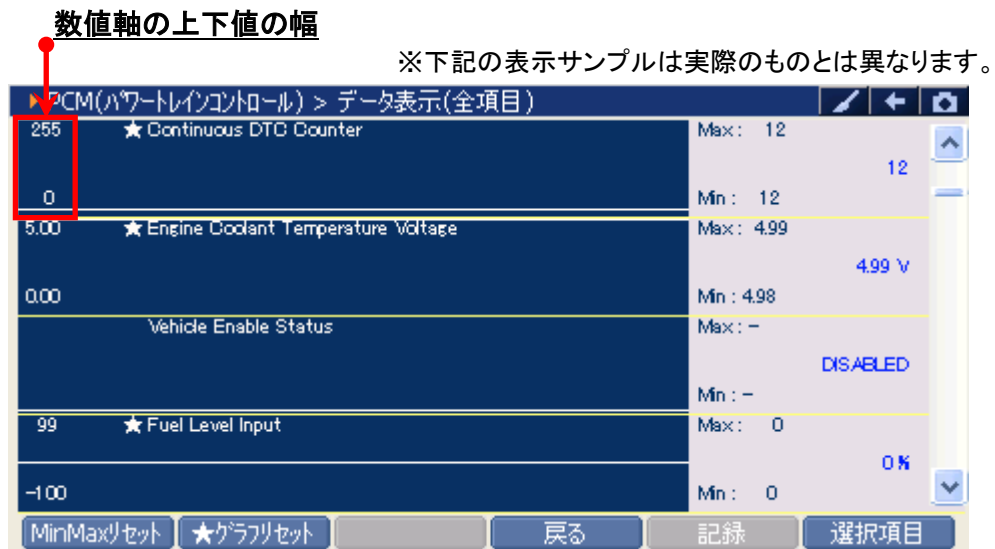 数値軸の上下値の幅
※下記の表示サンプルは実際のものとは異なります。
PCM(パワートレインコントロール) > データ表示(全項目)
255 ★ Continuous DTC Counter Max : 12
12
0 Min : 12
5.00 ★ Engine Coolant Temperature Voltage Max : 4.99
4.99 V
0.00 Min : 4.98
Vehicle Enable Status Max : -
DISABLED
Min : -
99 ★ Fuel Level Input Max : 0
0 %
-100 Min : 0
MinMaxリセット ★グラフリセット 戻る 記録 選択項目